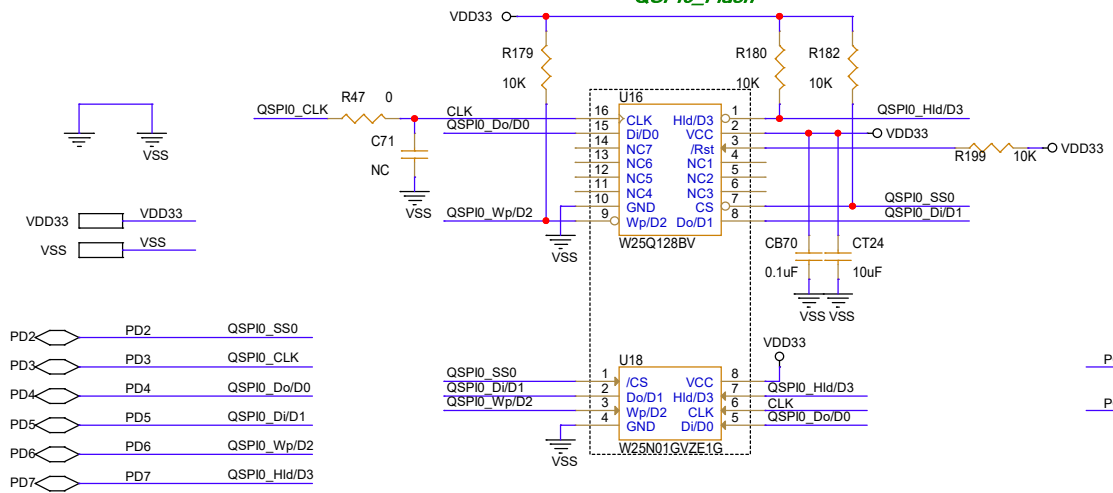 VDD33
R179
10K
R180
10K
R182
10K
R47 0
QSPI0_CLK
CLK
QSPI0_Do/D0
C71
NC
VSS
QSPI0_Wp/D2
VSS
U16
16 CLK Hld/D3 1
15 Di/D0 VCC 2
14 NC7 /Rst 3
13 NC6 NC1 4
12 NC5 NC2 5
11 NC4 NC3 6
10 GND CS 7
9 Wp/D2 Do/D1 8
W25Q128BV
QSPI0_Hld/D3
VDD33
R199 10K
VDD33
QSPI0_SS0
QSPI0_Di/D1
CB70
0.1uF
CT24
10uF
VSS VSS
VSS
VDD33 VDD33
VSS VSS
PD2 PD2 QSPI0_SS0
PD3 PD3 QSPI0_CLK
PD4 PD4 QSPI0_Do/D0
PD5 PD5 QSPI0_Di/D1
PD6 PD6 QSPI0_Wp/D2
PD7 PD7 QSPI0_Hld/D3
VDD33
U18
QSPI0_SS0 1 /CS VCC 8
QSPI0_Di/D1 2 Do/D1 Hld/D3 7 QSPI0_Hld/D3
QSPI0_Wp/D2 3 Wp/D2 CLK 6 CLK
4 GND Di/D0 5 QSPI0_Do/D0
VSS
W25N01GVZE1G